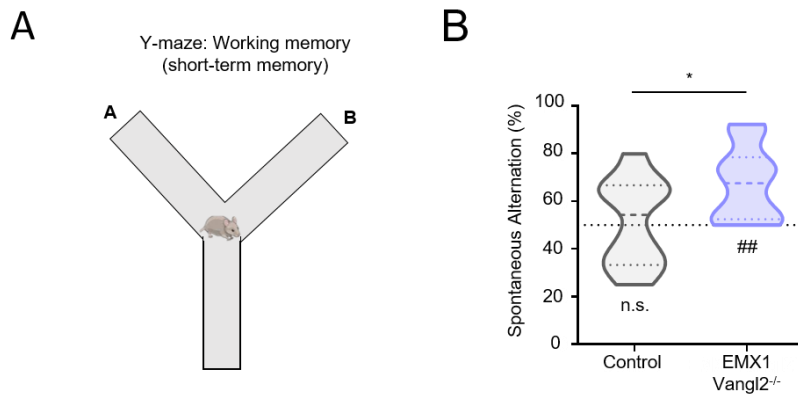 A
Y-maze: Working memory
(short-term memory)
A
B
B
Spontaneous Alternation (%)
100
80
60
40
20
0
*
n.s.
##
Control
EMX1
Vangl2-/-